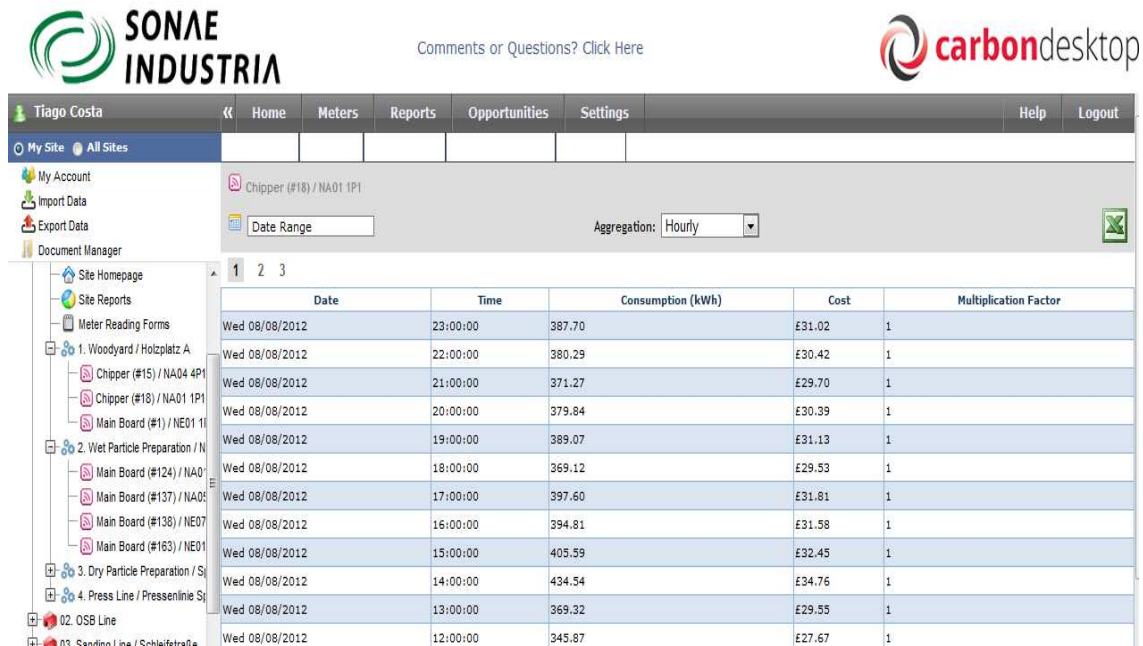 SONAE
INDUSTRIA
Comments or Questions? Click Here
carbondesktop
Tiago Costa
« Home Meters Reports Opportunities Settings Help Logout
My Site All Sites
My Account
Import Data
Export Data
Document Manager
Site Homepage
Site Reports
Meter Reading Forms
1. Woodyard / Holzplatz A
Chipper (#15) / NA04 4P1
Chipper (#18) / NA01 1P1
Main Board (#1) / NE01
2. Wet Particle Preparation / N
Main Board (#124) / NA0
Main Board (#137) / NA05
Main Board (#138) / NE07
Main Board (#163) / NE01
3. Dry Particle Preparation / Sp
4. Press Line / Pressenlinie Sp
02. OSB Line
03. Sanding Line / Schleifstraße
Chipper (#18) / NA01 1P1
Date Range Aggregation: Hourly
1 2 3
Date Time Consumption (kWh) Cost Multiplication Factor
Wed 08/08/2012 23:00:00 387.70 £31.02 1
Wed 08/08/2012 22:00:00 380.29 £30.42 1
Wed 08/08/2012 21:00:00 371.27 £29.70 1
Wed 08/08/2012 20:00:00 379.84 £30.39 1
Wed 08/08/2012 19:00:00 389.07 £31.13 1
Wed 08/08/2012 18:00:00 369.12 £29.53 1
Wed 08/08/2012 17:00:00 397.60 £31.81 1
Wed 08/08/2012 16:00:00 394.81 £31.58 1
Wed 08/08/2012 15:00:00 405.59 £32.45 1
Wed 08/08/2012 14:00:00 434.54 £34.76 1
Wed 08/08/2012 13:00:00 369.32 £29.55 1
Wed 08/08/2012 12:00:00 345.87 £27.67 1